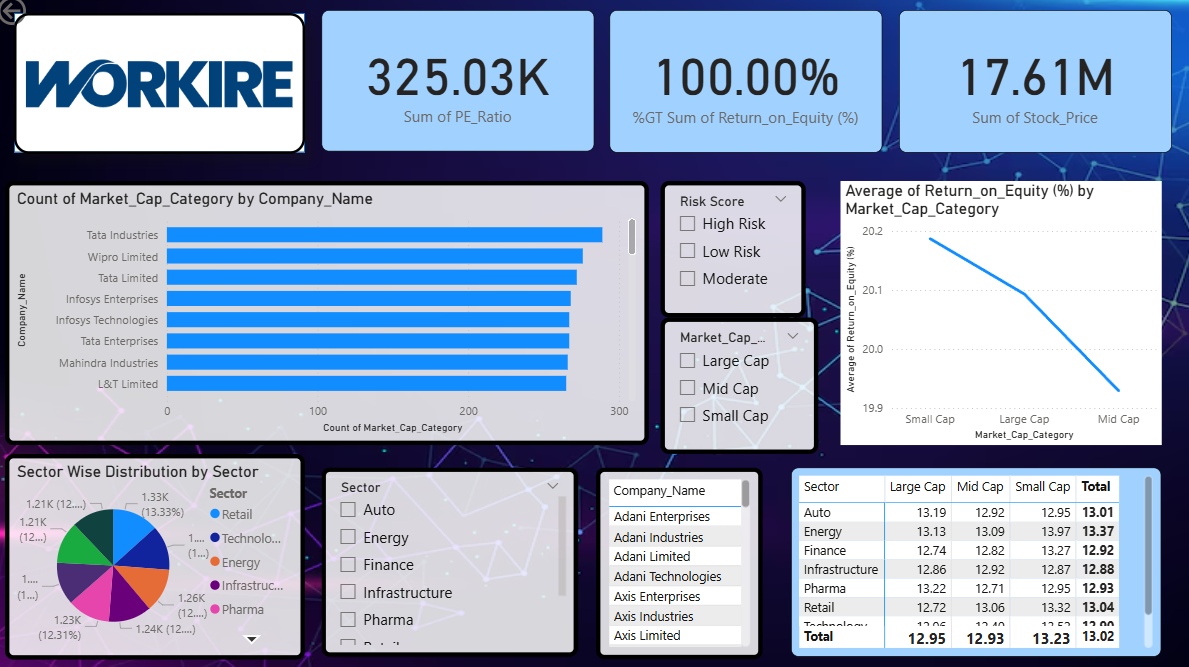 WORKIRE
325.03K
Sum of PE_Ratio
100.00%
%GT Sum of Return_on_Equity (%)
17.61M
Sum of Stock_Price
Count of Market_Cap_Category by Company_Name
Company_Name
Tata Industries
Wipro Limited
Tata Limited
Infosys Enterprises
Infosys Technologies
Tata Enterprises
Mahindra Industries
L&T Limited
0 100 200 300
Count of Market_Cap_Category
Risk Score
High Risk
Low Risk
Moderate
Market_Cap_...
Large Cap
Mid Cap
Small Cap
Average of Return_on_Equity (%) by
Market_Cap_Category
Average of Return_on_Equity (%)
20.2
20.1
20.0
19.9
Small Cap Large Cap Mid Cap
Market_Cap_Category
Sector Wise Distribution by Sector
1.33K
(13.33%)
1....
(1...)
1.26K
(12....)
1.24K (12....)
1.23K
(12.31%)
1....
(1...)
1.21K
(12...)
1.21K (12....)
Sector
Retail
Technolo...
Energy
Infrastruc...
Pharma
Sector
Auto
Energy
Finance
Infrastructure
Pharma
Company_Name
Adani Enterprises
Adani Industries
Adani Limited
Adani Technologies
Axis Enterprises
Axis Industries
Axis Limited
Sector Large Cap Mid Cap Small Cap Total
Auto 13.19 12.92 12.95 13.01
Energy 13.13 13.09 13.97 13.37
Finance 12.74 12.82 13.27 12.92
Infrastructure 12.86 12.92 12.87 12.88
Pharma 13.22 12.71 12.95 12.93
Retail 12.72 13.06 13.32 13.04
Total 12.95 12.93 13.23 13.02